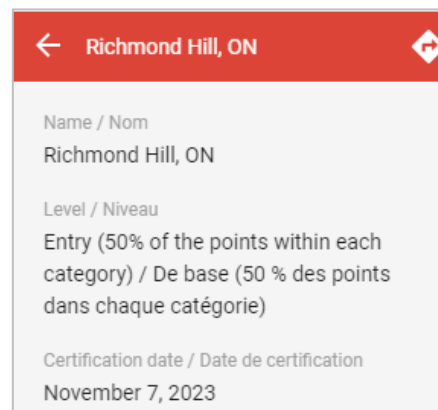 Richmond Hill, ON
Name / Nom
Richmond Hill, ON
Level / Niveau
Entry (50% of the points within each
category) / De base (50 % des points
dans chaque catégorie)
Certification date / Date de certification
November 7, 2023